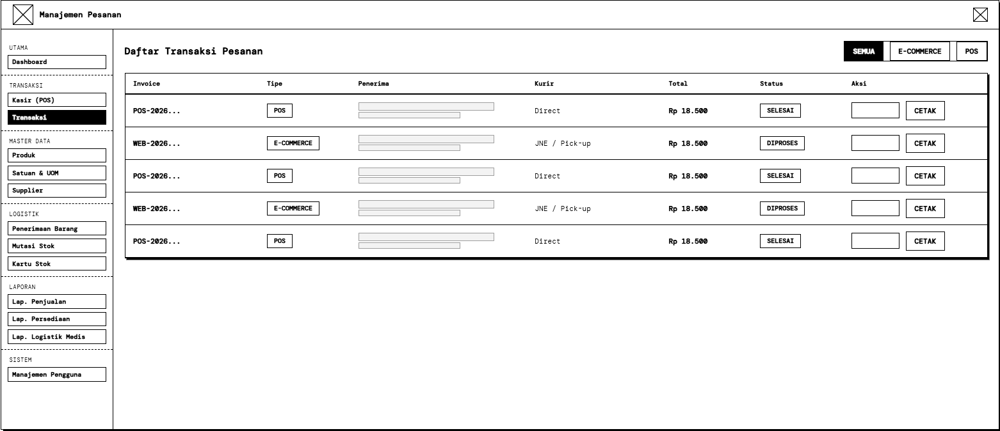 Manajemen Pesanan
UTAMA
Dashboard
TRANSAKSI
Kasir (POS)
Transaksi
MASTER DATA
Produk
Satuan & UOM
Supplier
LOGISTIK
Penerimaan Barang
Mutasi Stok
Kartu Stok
LAPORAN
Lap. Penjualan
Lap. Persediaan
Lap. Logistik Medis
SISTEM
Manajemen Pengguna
Daftar Transaksi Pesanan
SEMUA E-COMMERCE POS
Invoice Tipe Penerima Kurir Total Status Aksi
POS-2026... POS Direct Rp 18.500 SELESAI CETAK
WEB-2026... E-COMMERCE JNE / Pick-up Rp 18.500 DIPROSES CETAK
POS-2026... POS Direct Rp 18.500 SELESAI CETAK
WEB-2026... E-COMMERCE JNE / Pick-up Rp 18.500 DIPROSES CETAK
POS-2026... POS Direct Rp 18.500 SELESAI CETAK